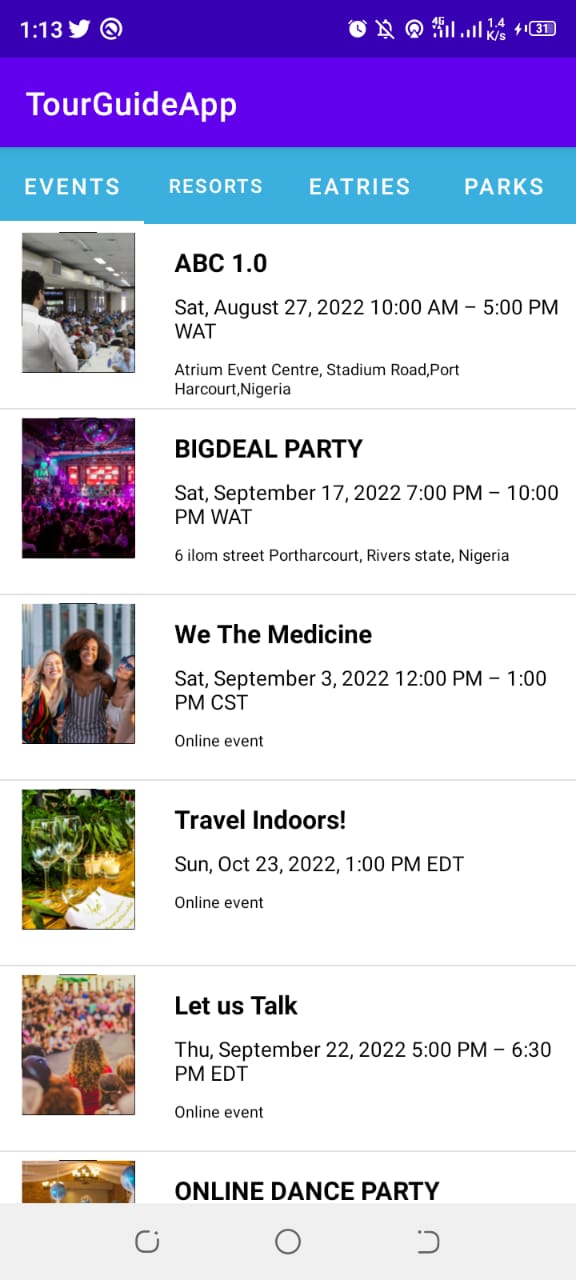 1:13
4G
1.4
K/s
31
TourGuideApp
EVENTS RESORTS EATRIES PARKS
ABC 1.0
Sat, August 27, 2022 10:00 AM – 5:00 PM
WAT
Atrium Event Centre, Stadium Road,Port
Harcourt,Nigeria
BIGDEAL PARTY
Sat, September 17, 2022 7:00 PM – 10:00
PM WAT
6 ilom street Portharcourt, Rivers state, Nigeria
We The Medicine
Sat, September 3, 2022 12:00 PM – 1:00
PM CST
Online event
Travel Indoors!
Sun, Oct 23, 2022, 1:00 PM EDT
Online event
Let us Talk
Thu, September 22, 2022 5:00 PM – 6:30
PM EDT
Online event
ONLINE DANCE PARTY